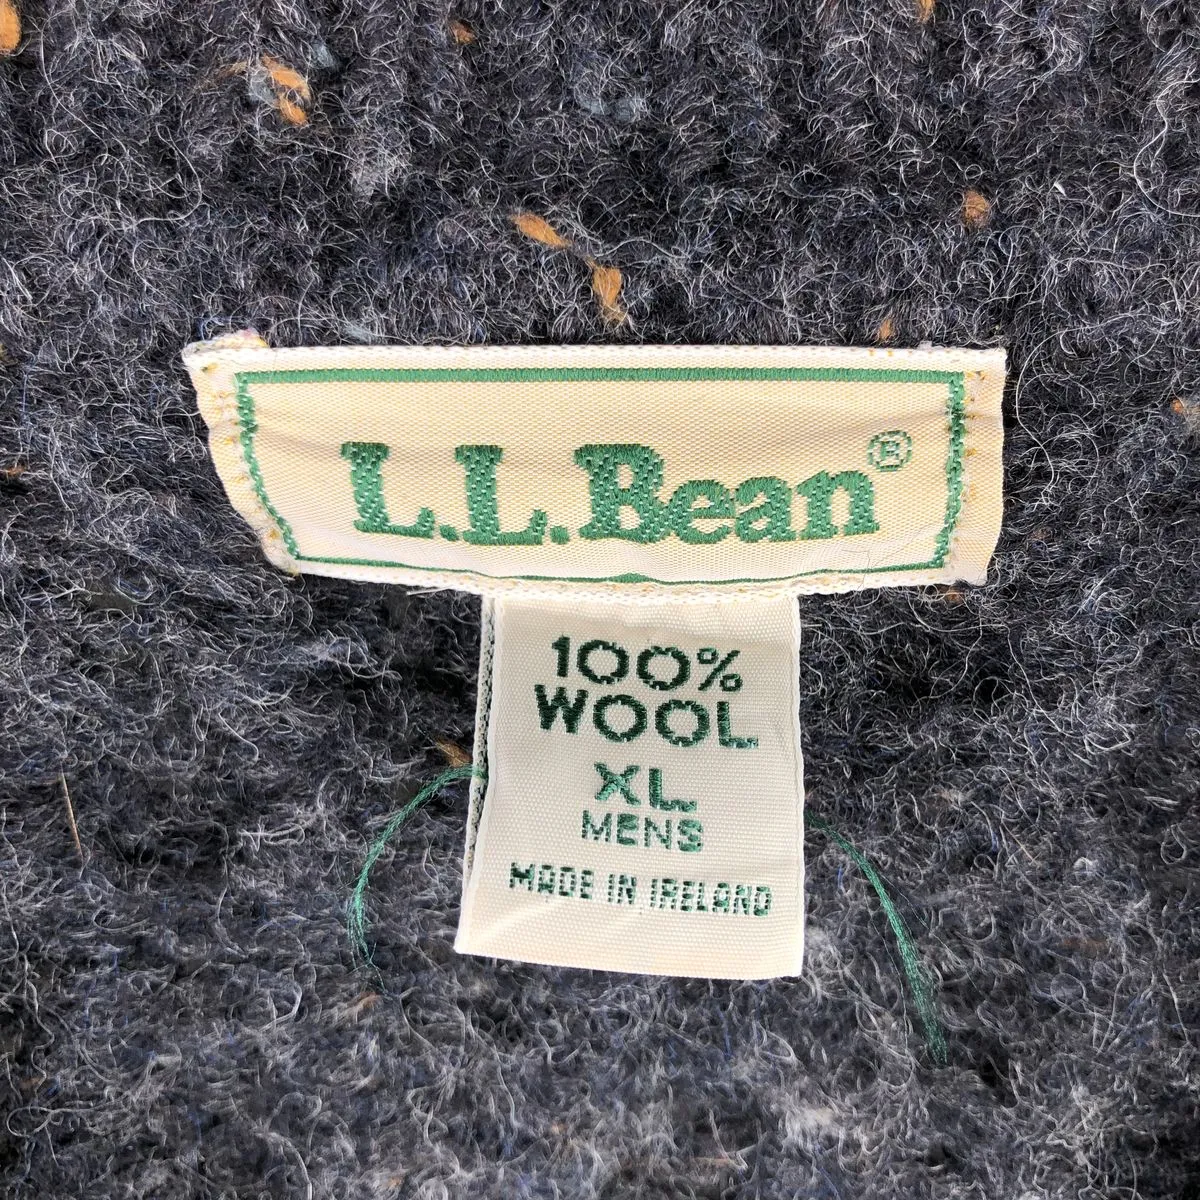 L.L.Bean®
100%
WOOL
XL
MENS
MADE IN IRELAND